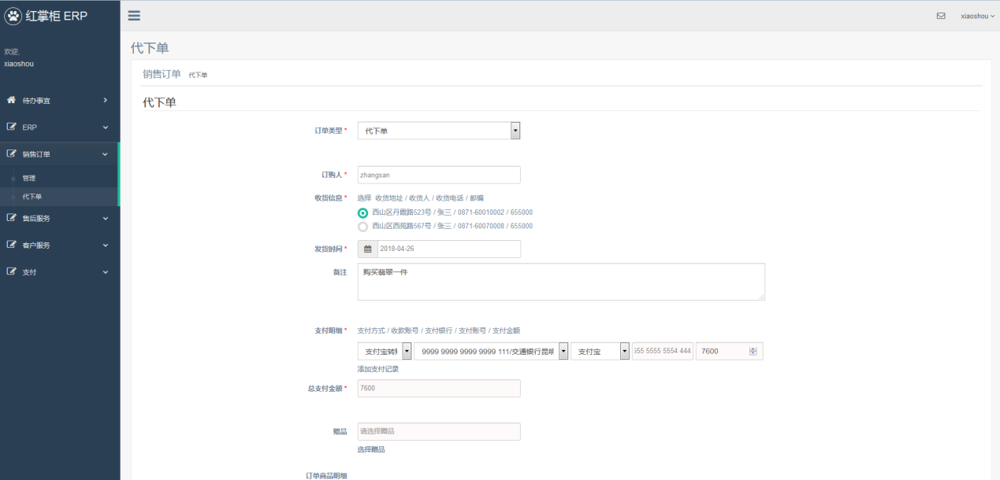 红掌柜 ERP
xiaoshou
欢迎,
xiaoshou
待办事宜
ERP
销售订单
管理
代下单
售后服务
客户服务
支付
代下单
销售订单 代下单
代下单
订单类型 * 代下单
订购人 * zhangsan
收货信息 * 选择 收货地址 / 收货人 / 收货电话 / 邮编
西山区丹霞路523号 / 张三 / 0871-60010002 / 655000
西山区西苑路567号 / 张三 / 0871-60070008 / 655000
发货时间 * 2018-04-26
备注 购买翡翠一件
支付明细 * 支付方式 / 收款账号 / 支付银行 / 支付账号 / 支付金额
支付宝转 9999 9999 9999 9999 111/交通银行昆明 支付宝 555 5555 5554 444 7600
添加支付记录
总支付金额 * 7600
赠品 请选择赠品
选择赠品
订单商品明细